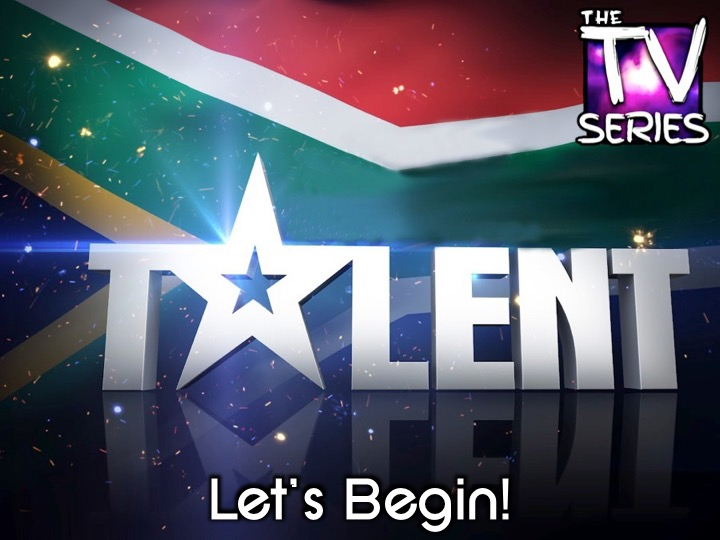 THE
TV
SERIES
TALENT
Let's Begin!